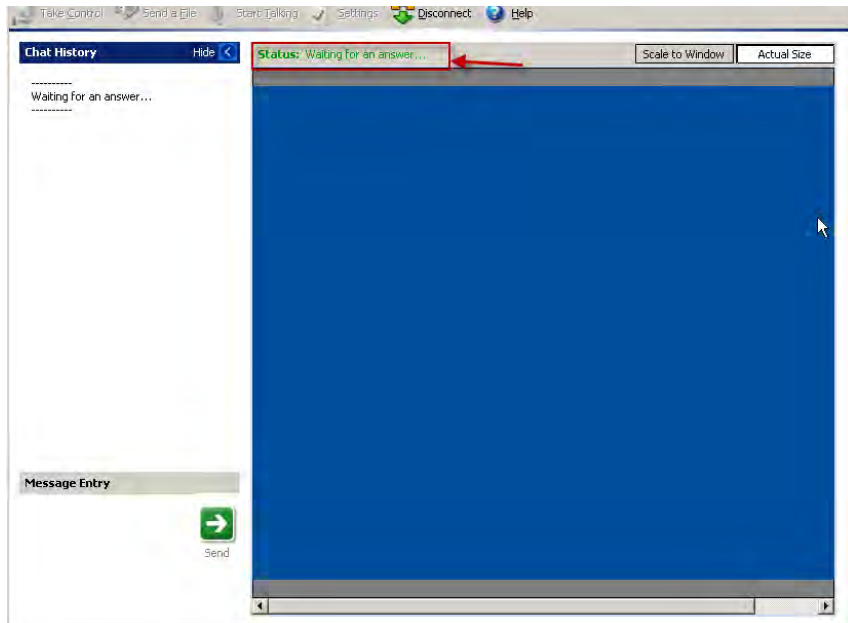 Take Control Send a File Start Talking Settings Disconnect Help
Chat History Hide
Status: Waiting for an answer... Scale to Window Actual Size
----------
Waiting for an answer...
----------
Message Entry
Send